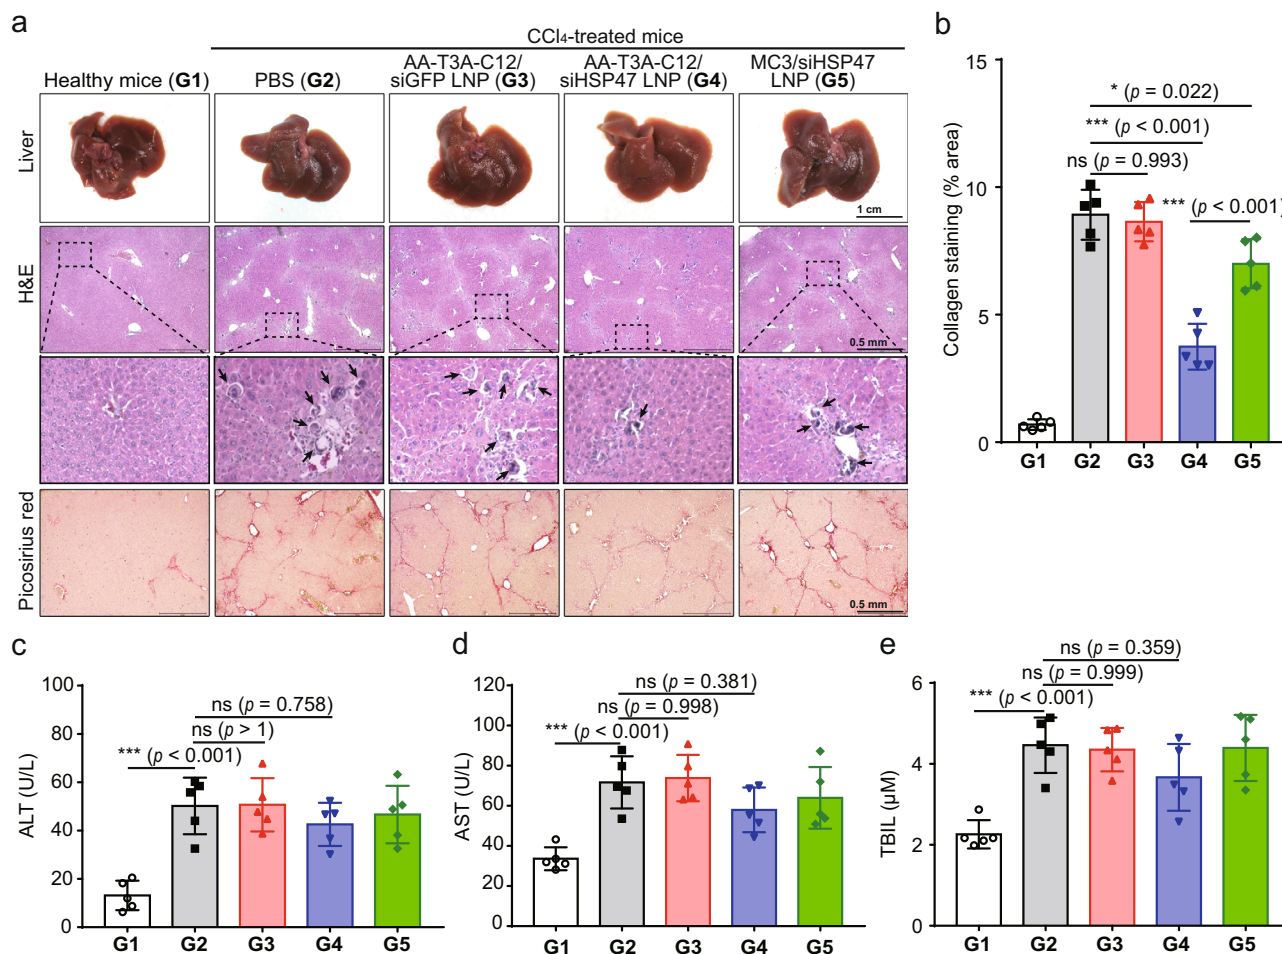 a
CCl₄-treated mice
Healthy mice (G1)
PBS (G2)
AA-T3A-C12/
siGFP LNP (G3)
AA-T3A-C12/
siHSP47 LNP (G4)
MC3/siHSP47
LNP (G5)
Liver
1 cm
H&E
0.5 mm
Picosirius red
0.5 mm
b
Collagen staining (% area)
15
10
5
0
* (p = 0.022)
*** (p < 0.001)
ns (p = 0.993)
*** (p < 0.001)
G1 G2 G3 G4 G5
c
ALT (U/L)
100
80
60
40
20
0
ns (p = 0.758)
ns (p > 1)
*** (p < 0.001)
G1 G2 G3 G4 G5
d
AST (U/L)
120
100
80
60
40
20
0
ns (p = 0.381)
ns (p = 0.998)
*** (p < 0.001)
G1 G2 G3 G4 G5
e
TBIL (µM)
6
4
2
0
ns (p = 0.359)
ns (p = 0.999)
*** (p < 0.001)
G1 G2 G3 G4 G5